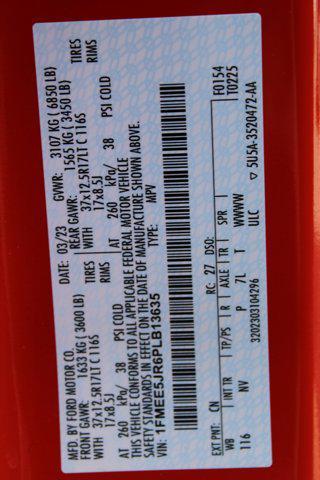 MFD. BY FORD MOTOR CO.
DATE: 03/23 GVWR: 3107 KG ( 6850 LB)
FRONT GAWR: 1633 KG ( 3600 LB) REAR GAWR: 1565 KG ( 3450 LB)
WITH 37x12.5R17LT C 116S TIRES WITH 37x12.5R17LT C 116S TIRES
17x8.5J RIMS 17x8.5J RIMS
AT 260 kPa/ 38 PSI COLD AT 260 kPa/ 38 PSI COLD
THIS VEHICLE CONFORMS TO ALL APPLICABLE FEDERAL MOTOR VEHICLE
SAFETY STANDARDS IN EFFECT ON THE DATE OF MANUFACTURE SHOWN ABOVE.
VIN: 1FMEE5JR6PLB13635 TYPE: MPV
F0154
T0225
EXT PNT: CN RC: 27 DSO:
WB INT TR TP/PS R AXLE TR SPR
116 NV P 7L T WWWW
ULC
3202303104296 ▽ 5U5A-3520472-AA